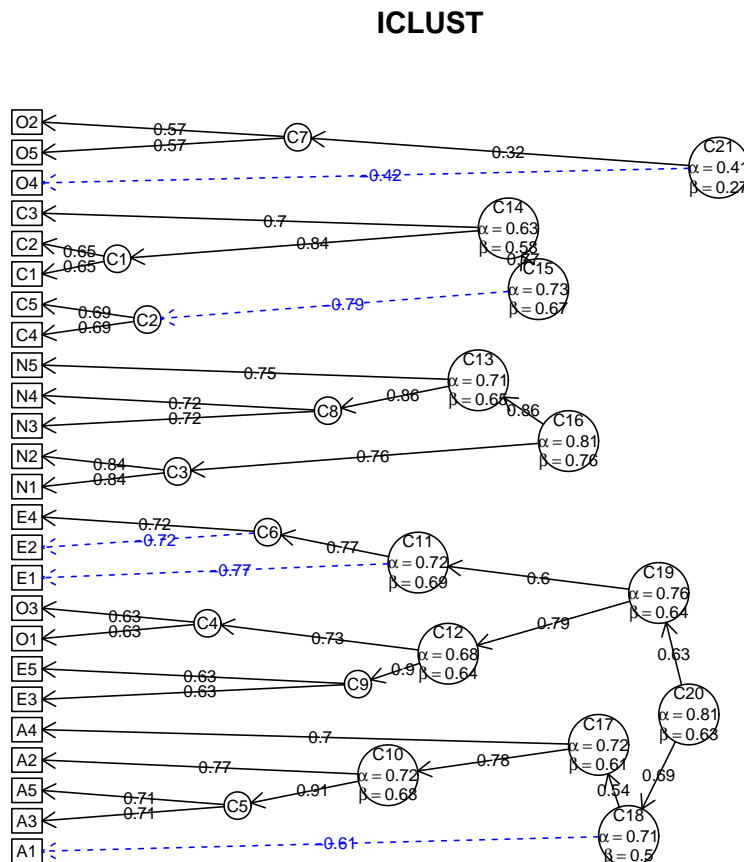 ICLUST
O2
O5
O4
C3
C2
C1
C5
C4
N5
N4
N3
N2
N1
E4
E2
E1
O3
O1
E5
E3
A4
A2
A5
A3
A1
0.57
0.57
C7
0.32
−0.42
C21
α = 0.41
β = 0.27
0.7
0.65
0.65
C1
0.84
C14
α = 0.63
β = 0.58
C15
α = 0.73
β = 0.67
0.69
0.69
C2
−0.79
0.75
0.72
0.72
C8
0.86
C13
α = 0.71
β = 0.65
0.86
C16
α = 0.81
β = 0.76
0.84
0.84
C3
0.76
0.72
−0.72
C6
0.77
−0.77
C11
α = 0.72
β = 0.69
0.6
C19
α = 0.76
β = 0.64
0.63
0.63
C4
0.73
0.79
C12
α = 0.68
β = 0.64
0.63
0.63
C9
0.9
0.63
C20
α = 0.81
β = 0.63
0.7
C17
α = 0.72
β = 0.61
0.77
C10
α = 0.72
β = 0.68
0.78
0.69
0.71
0.71
C5
0.91
0.54
C18
α = 0.71
β = 0.5
−0.61